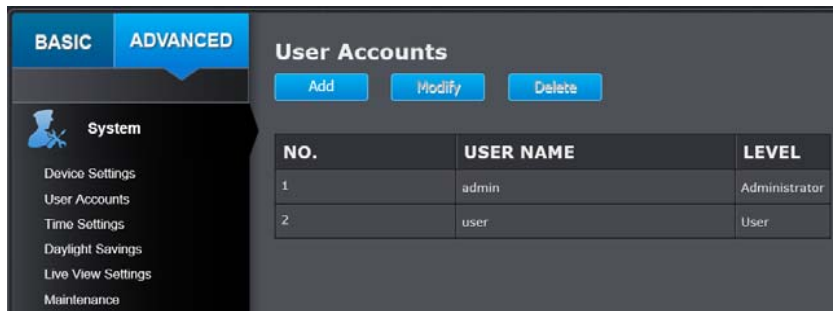 BASIC
ADVANCED
System
Device Settings
User Accounts
Time Settings
Daylight Savings
Live View Settings
Maintenance
User Accounts
Add Modify Delete
NO. USER NAME LEVEL
1 admin Administrator
2 user User